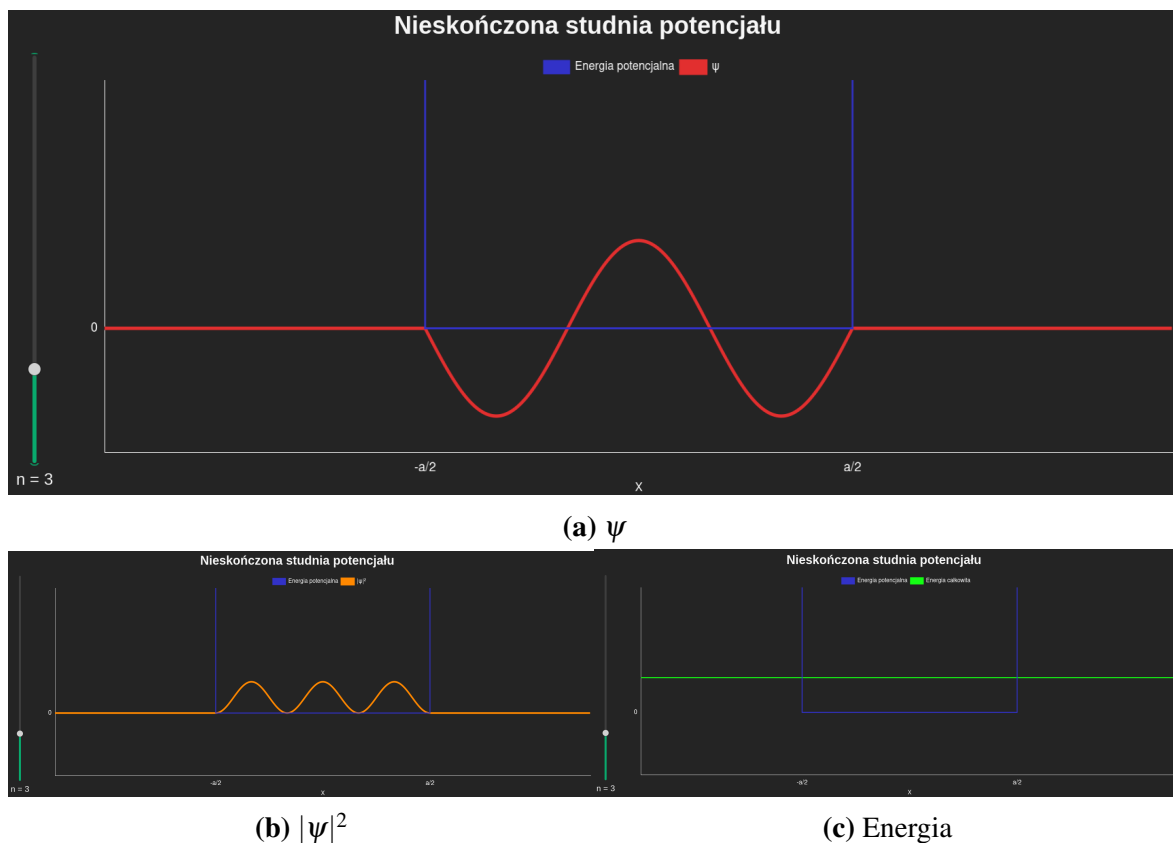 Nieskończona studnia potencjału
Energia potencjalna ψ
0
-a/2 a/2
x
n = 3
(a) ψ
Nieskończona studnia potencjału
Energia potencjalna |ψ|²
0
-a/2 a/2
x
n = 3
(b) |ψ|²
Nieskończona studnia potencjału
Energia potencjalna Energia całkowita
0
-a/2 a/2
x
n = 3
(c) Energia